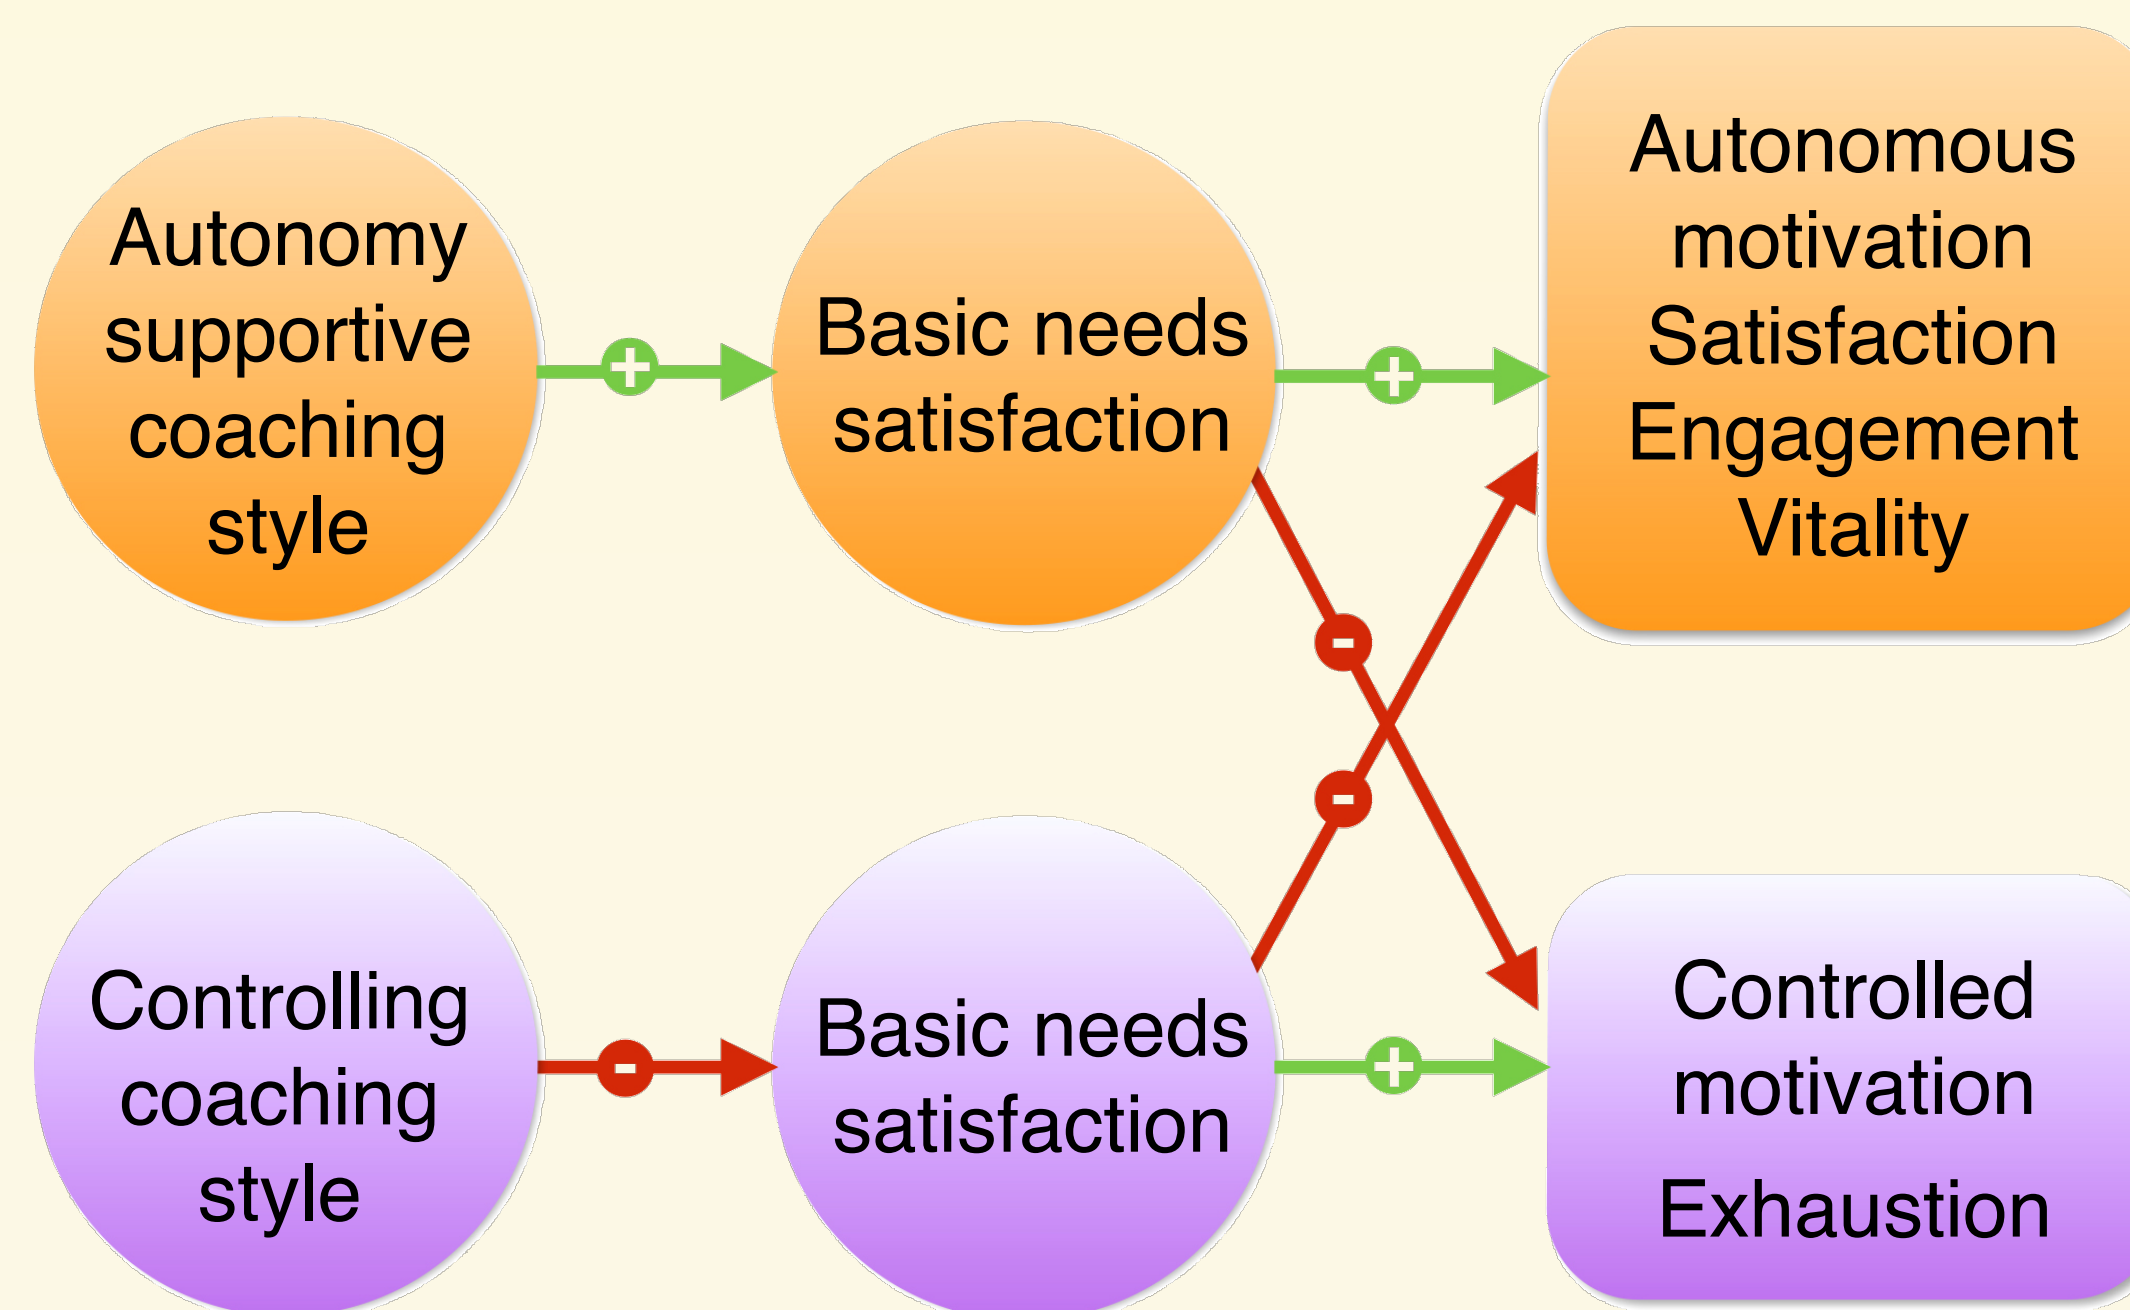 Autonomy
supportive
coaching
style
+
Basic needs
satisfaction
+
Autonomous
motivation
Satisfaction
Engagement
Vitality
-
-
Controlling
coaching
style
-
Basic needs
satisfaction
+
Controlled
motivation
Exhaustion